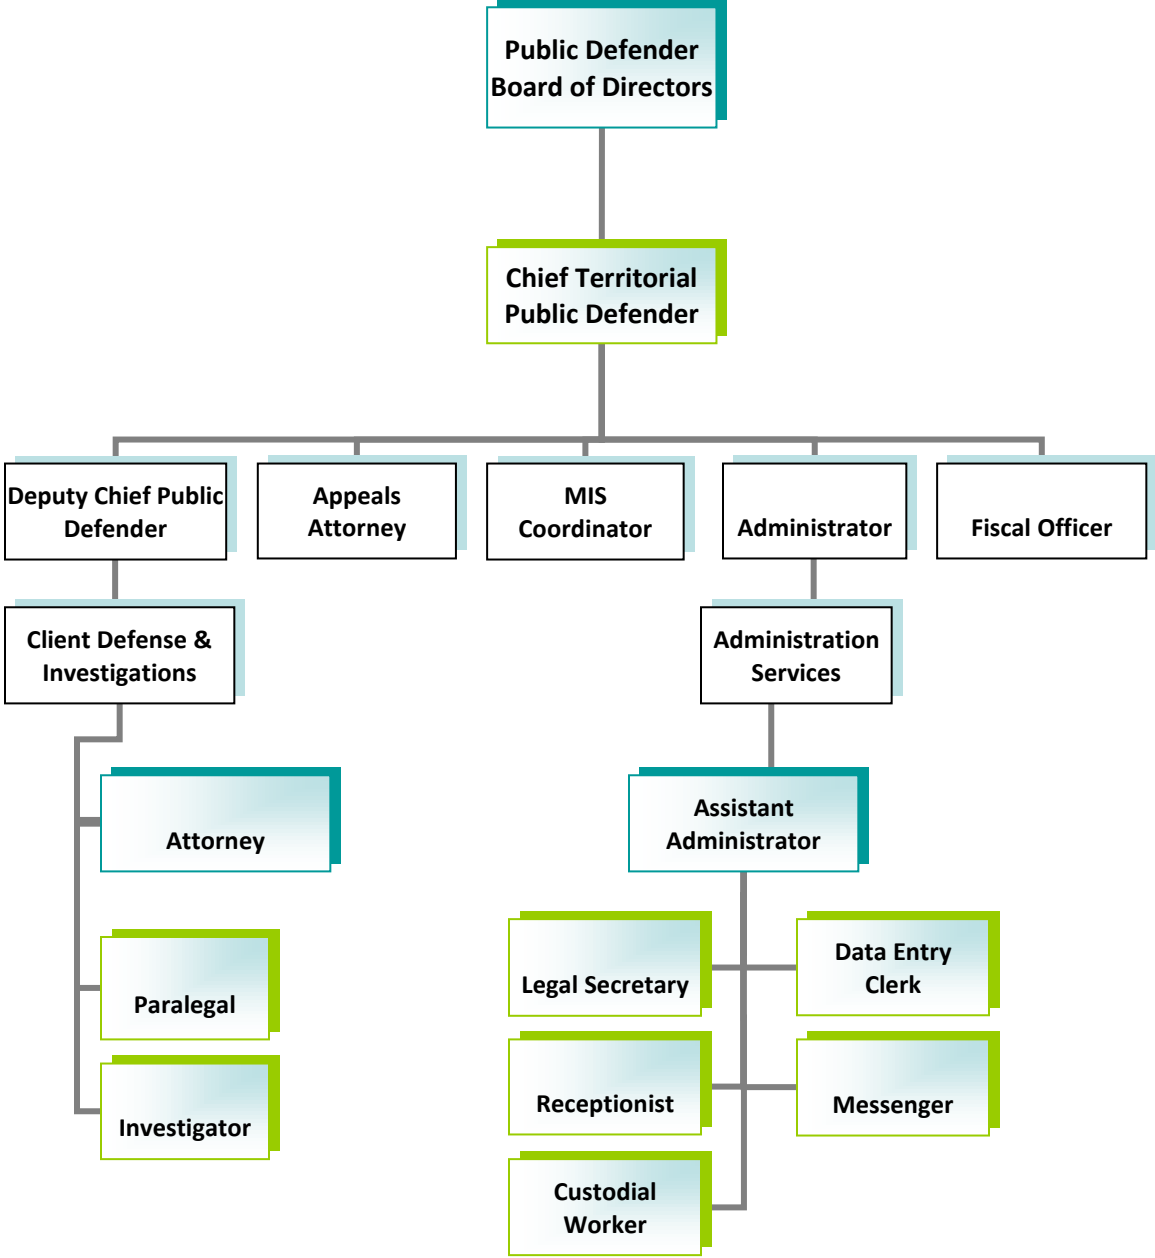 Public Defender
Board of Directors
Chief Territorial
Public Defender
Deputy Chief Public
Defender
Appeals
Attorney
MIS
Coordinator
Administrator
Fiscal Officer
Client Defense &
Investigations
Administration
Services
Attorney
Assistant
Administrator
Paralegal
Legal Secretary
Data Entry
Clerk
Investigator
Receptionist
Messenger
Custodial
Worker